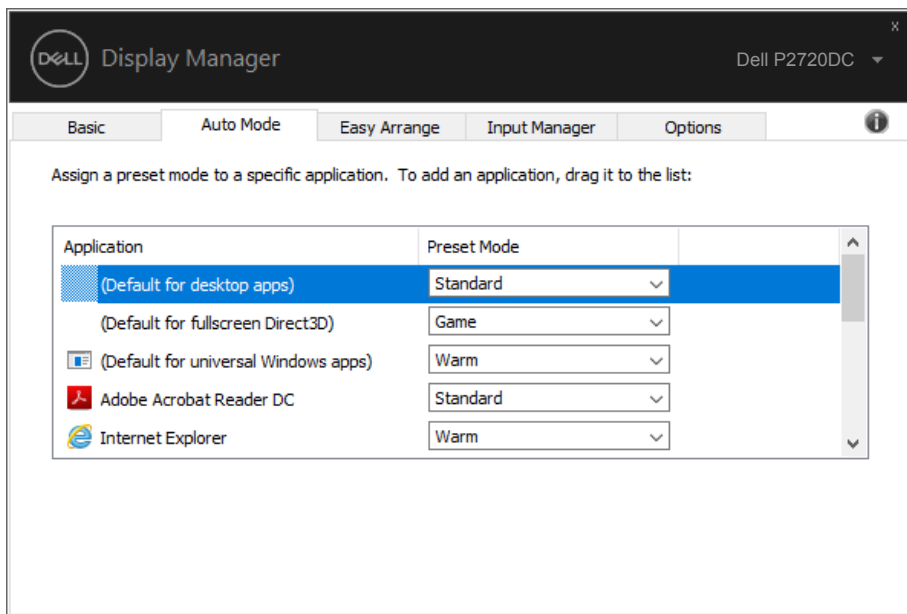 x
DELL Display Manager
Dell P2720DC
Basic Auto Mode Easy Arrange Input Manager Options i
Assign a preset mode to a specific application. To add an application, drag it to the list:
Application Preset Mode
(Default for desktop apps) Standard
(Default for fullscreen Direct3D) Game
(Default for universal Windows apps) Warm
Adobe Acrobat Reader DC Standard
Internet Explorer Warm